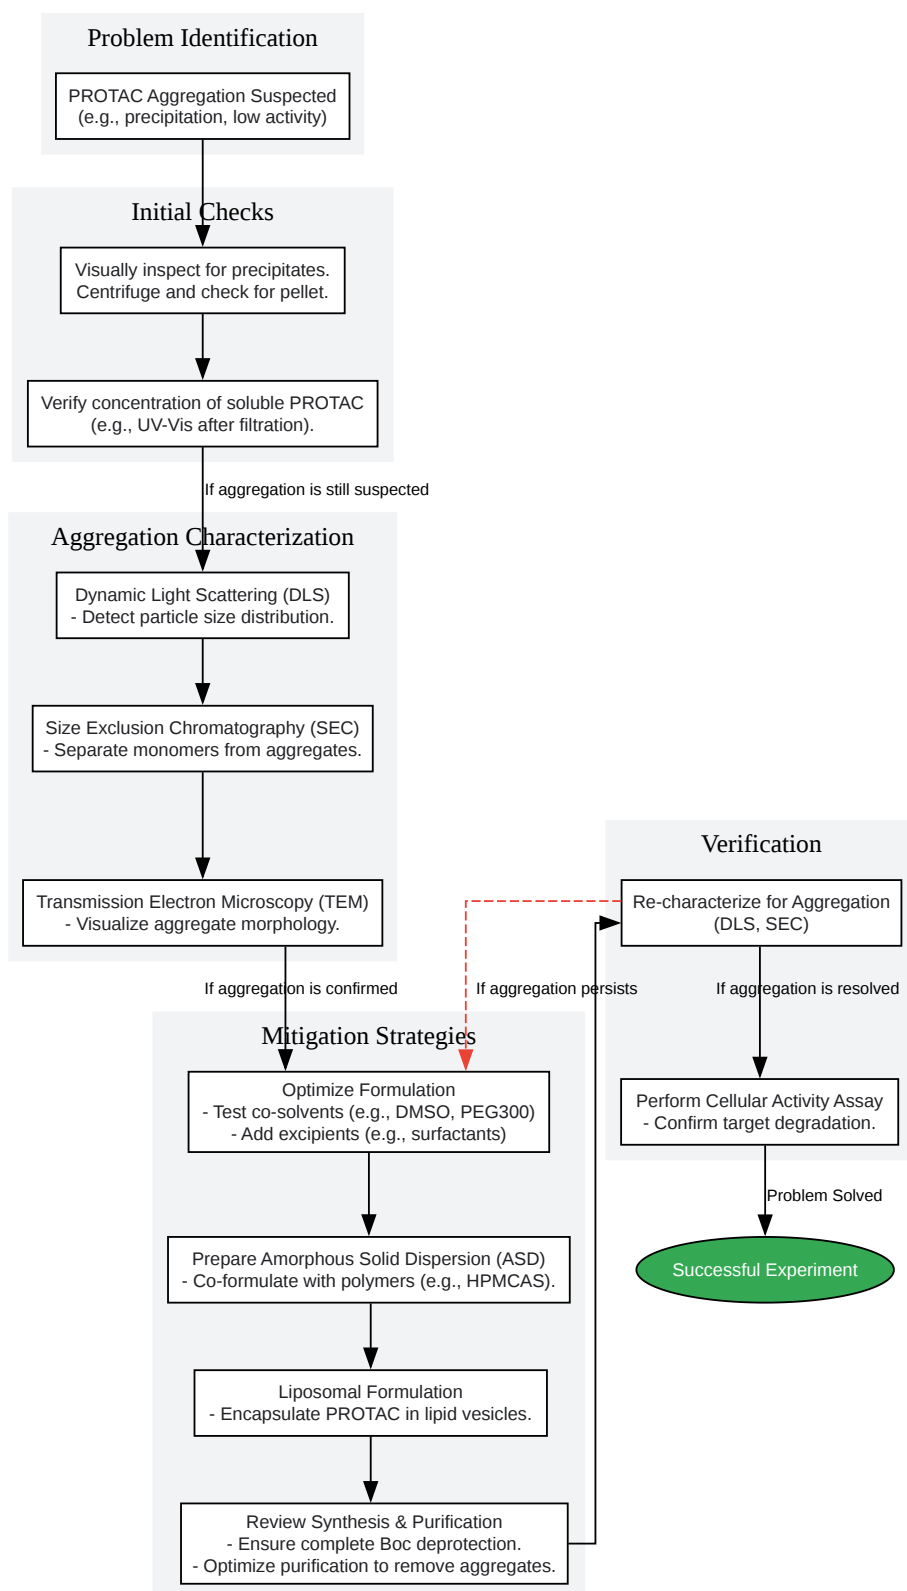 Problem Identification
PROTAC Aggregation Suspected
(e.g., precipitation, low activity)
Initial Checks
Visually inspect for precipitates.
Centrifuge and check for pellet.
Verify concentration of soluble PROTAC
(e.g., UV-Vis after filtration).
If aggregation is still suspected
Aggregation Characterization
Dynamic Light Scattering (DLS)
- Detect particle size distribution.
Size Exclusion Chromatography (SEC)
- Separate monomers from aggregates.
Transmission Electron Microscopy (TEM)
- Visualize aggregate morphology.
If aggregation is confirmed
Mitigation Strategies
Optimize Formulation
- Test co-solvents (e.g., DMSO, PEG300)
- Add excipients (e.g., surfactants)
Prepare Amorphous Solid Dispersion (ASD)
- Co-formulate with polymers (e.g., HPMCAS).
Liposomal Formulation
- Encapsulate PROTAC in lipid vesicles.
Review Synthesis & Purification
- Ensure complete Boc deprotection.
- Optimize purification to remove aggregates.
Verification
Re-characterize for Aggregation
(DLS, SEC)
If aggregation persists
If aggregation is resolved
Perform Cellular Activity Assay
- Confirm target degradation.
Problem Solved
Successful Experiment